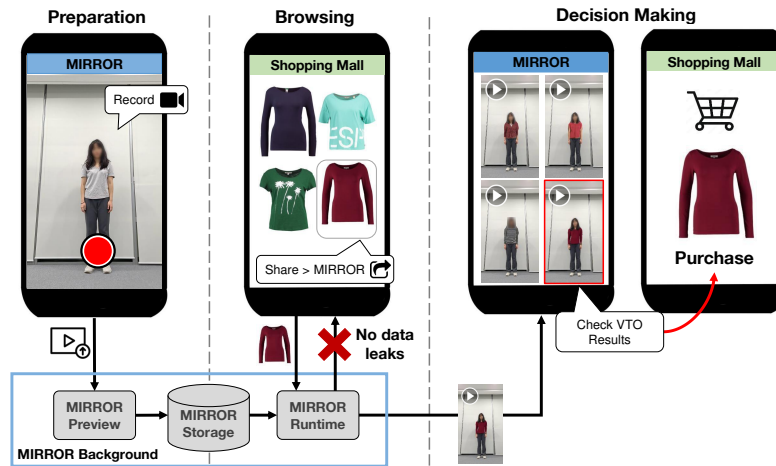 Preparation
Browsing
Decision Making
MIRROR
Record
Shopping Mall
ESP
Share > MIRROR
MIRROR
Check VTO
Results
Shopping Mall
Purchase
No data
leaks
MIRROR
Preview
MIRROR
Storage
MIRROR
Runtime
MIRROR Background